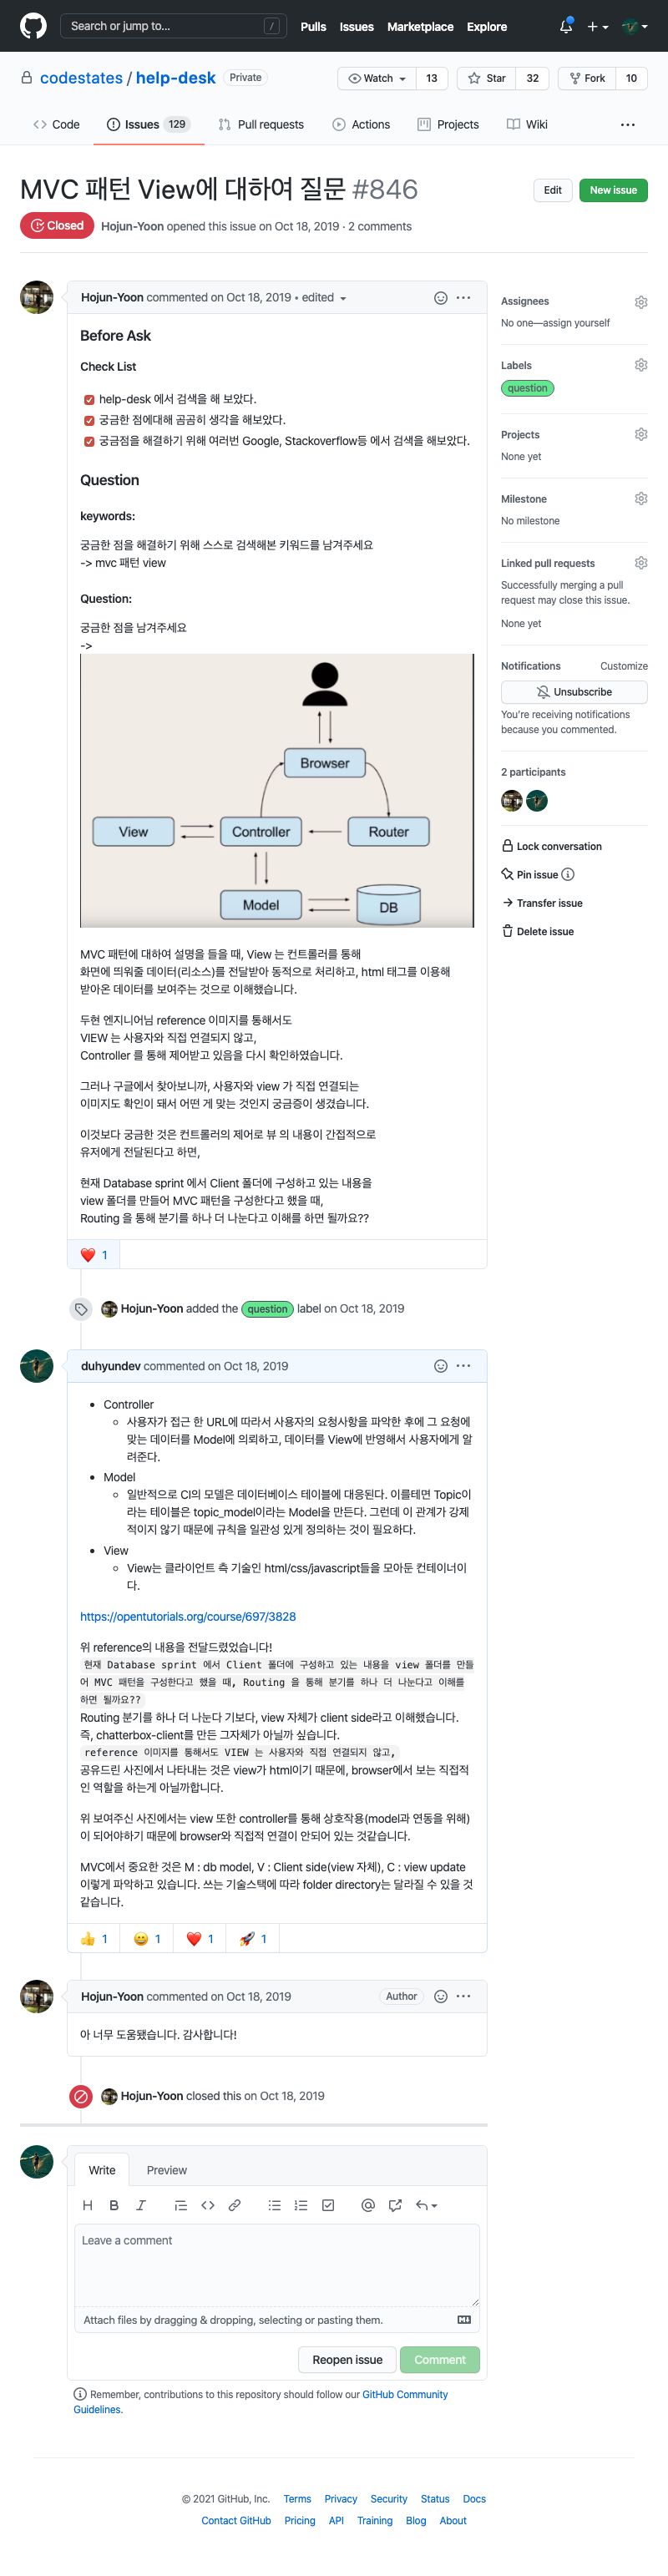 Search or jump to...
/
Pulls Issues Marketplace Explore
codestates / help-desk Private
Watch 13 Star 32 Fork 10
Code Issues 129 Pull requests Actions Projects Wiki
MVC 패턴 View에 대하여 질문 #846
Edit New issue
Closed Hojun-Yoon opened this issue on Oct 18, 2019 · 2 comments
Hojun-Yoon commented on Oct 18, 2019 • edited
Before Ask
Check List
help-desk 에서 검색을 해 보았다.
궁금한 점에대해 곰곰히 생각을 해보았다.
궁금점을 해결하기 위해 여러번 Google, Stackoverflow등 에서 검색을 해보았다.
Question
keywords:
궁금한 점을 해결하기 위해 스스로 검색해본 키워드를 남겨주세요
-> mvc 패턴 view
Question:
궁금한 점을 남겨주세요
->
Browser
View Controller Router
Model DB
MVC 패턴에 대하여 설명을 들을 때, View 는 컨트롤러를 통해
화면에 띄워줄 데이터(리소스)를 전달받아 동적으로 처리하고, html 태그를 이용해
받아온 데이터를 보여주는 것으로 이해했습니다.
두현 엔지니어님 reference 이미지를 통해서도
VIEW 는 사용자와 직접 연결되지 않고,
Controller 를 통해 제어받고 있음을 다시 확인하였습니다.
그러나 구글에서 찾아보니까, 사용자와 view 가 직접 연결되는
이미지도 확인이 돼서 어떤 게 맞는 것인지 궁금증이 생겼습니다.
이것보다 궁금한 것은 컨트롤러의 제어로 뷰 의 내용이 간접적으로
유저에게 전달된다고 하면,
현재 Database sprint 에서 Client 폴더에 구성하고 있는 내용을
view 폴더를 만들어 MVC 패턴을 구성한다고 했을 때,
Routing 을 통해 분기를 하나 더 나눈다고 이해를 하면 될까요??
1
Assignees
No one—assign yourself
Labels
question
Projects
None yet
Milestone
No milestone
Linked pull requests
Successfully merging a pull
request may close this issue.
None yet
Notifications Customize
Unsubscribe
You're receiving notifications
because you commented.
2 participants
Lock conversation
Pin issue
Transfer issue
Delete issue
Hojun-Yoon added the question label on Oct 18, 2019
duhyundev commented on Oct 18, 2019
Controller
사용자가 접근 한 URL에 따라서 사용자의 요청사항을 파악한 후에 그 요청에
맞는 데이터를 Model에 의뢰하고, 데이터를 View에 반영해서 사용자에게 알
려준다.
Model
일반적으로 CI의 모델은 데이터베이스 테이블에 대응된다. 이를테면 Topic이
라는 테이블은 topic_model이라는 Model을 만든다. 그런데 이 관계가 강제
적이지 않기 때문에 규칙을 일관성 있게 정의하는 것이 필요하다.
View
View는 클라이언트 측 기술인 html/css/javascript들을 모아둔 컨테이너이
다.
https://opentutorials.org/course/697/3828
위 reference의 내용을 전달드렸었습니다!
현재 Database sprint 에서 Client 폴더에 구성하고 있는 내용을 view 폴더를 만들
어 MVC 패턴을 구성한다고 했을 때, Routing 을 통해 분기를 하나 더 나눈다고 이해를
하면 될까요??
Routing 분기를 하나 더 나눈다 기보다, view 자체가 client side라고 이해했습니다.
즉, chatterbox-client를 만든 그자체가 아닐까 싶습니다.
reference 이미지를 통해서도 VIEW 는 사용자와 직접 연결되지 않고,
공유드린 사진에서 나타내는 것은 view가 html이기 때문에, browser에서 보는 직접적
인 역할을 하는게 아닐까합니다.
위 보여주신 사진에서는 view 또한 controller를 통해 상호작용(model과 연동을 위해)
이 되어야하기 때문에 browser와 직접적 연결이 안되어 있는 것같습니다.
MVC에서 중요한 것은 M : db model, V : Client side(view 자체), C : view update
이렇게 파악하고 있습니다. 쓰는 기술스택에 따라 folder directory는 달라질 수 있을 것
같습니다.
1 1 1 1
Hojun-Yoon commented on Oct 18, 2019 Author
아 너무 도움됐습니다. 감사합니다!
Hojun-Yoon closed this on Oct 18, 2019
Write Preview
Leave a comment
Attach files by dragging & dropping, selecting or pasting them.
Reopen issue Comment
Remember, contributions to this repository should follow our GitHub Community
Guidelines.
© 2021 GitHub, Inc. Terms Privacy Security Status Docs
Contact GitHub Pricing API Training Blog About